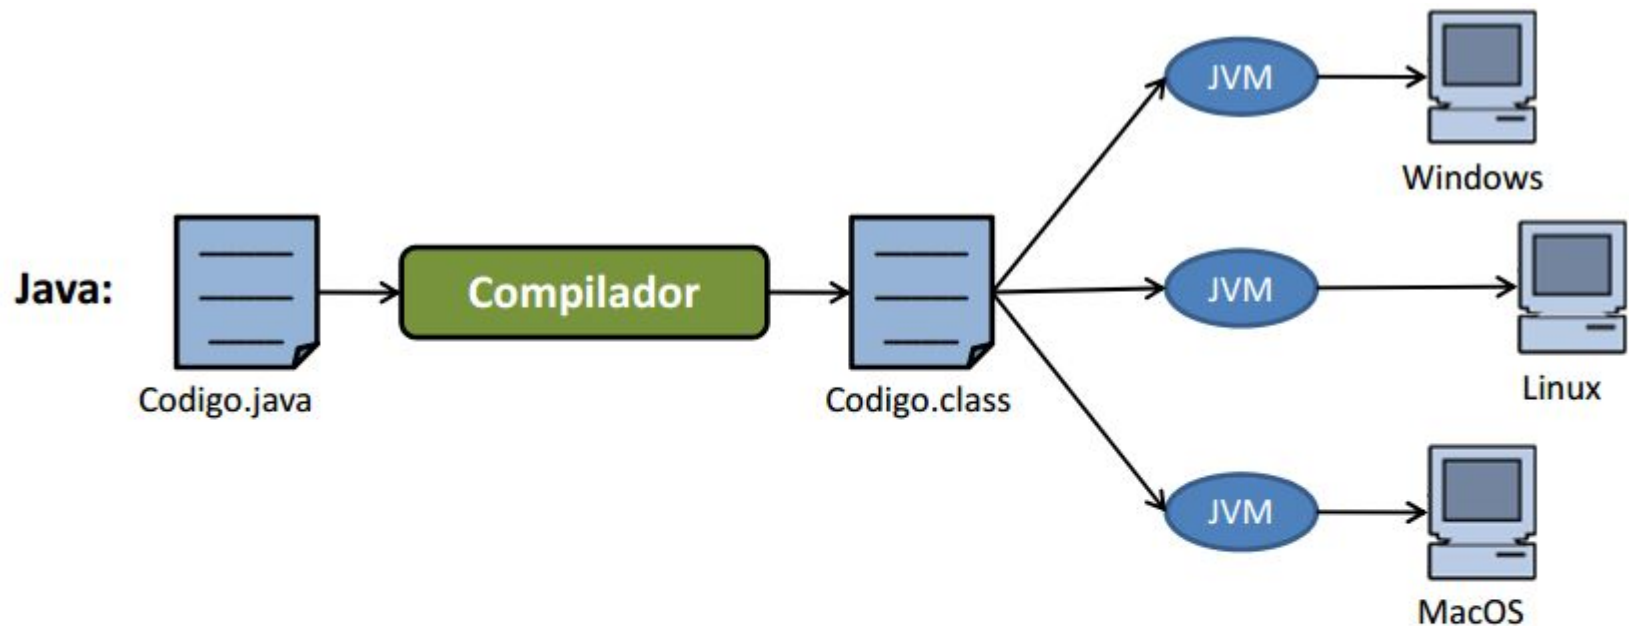 Java:
Codigo.java
Compilador
Codigo.class
JVM
Windows
JVM
Linux
JVM
MacOS